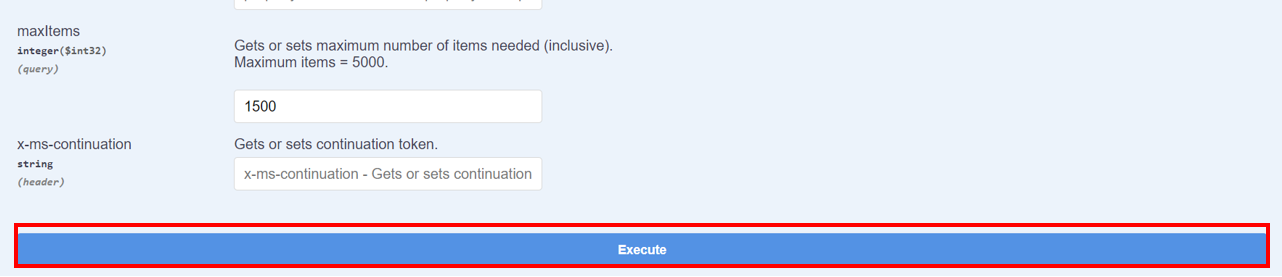 maxItems
integer($int32)
(query)
Gets or sets maximum number of items needed (inclusive).
Maximum items = 5000.
1500
x-ms-continuation
string
(header)
Gets or sets continuation token.
x-ms-continuation - Gets or sets continuation
Execute